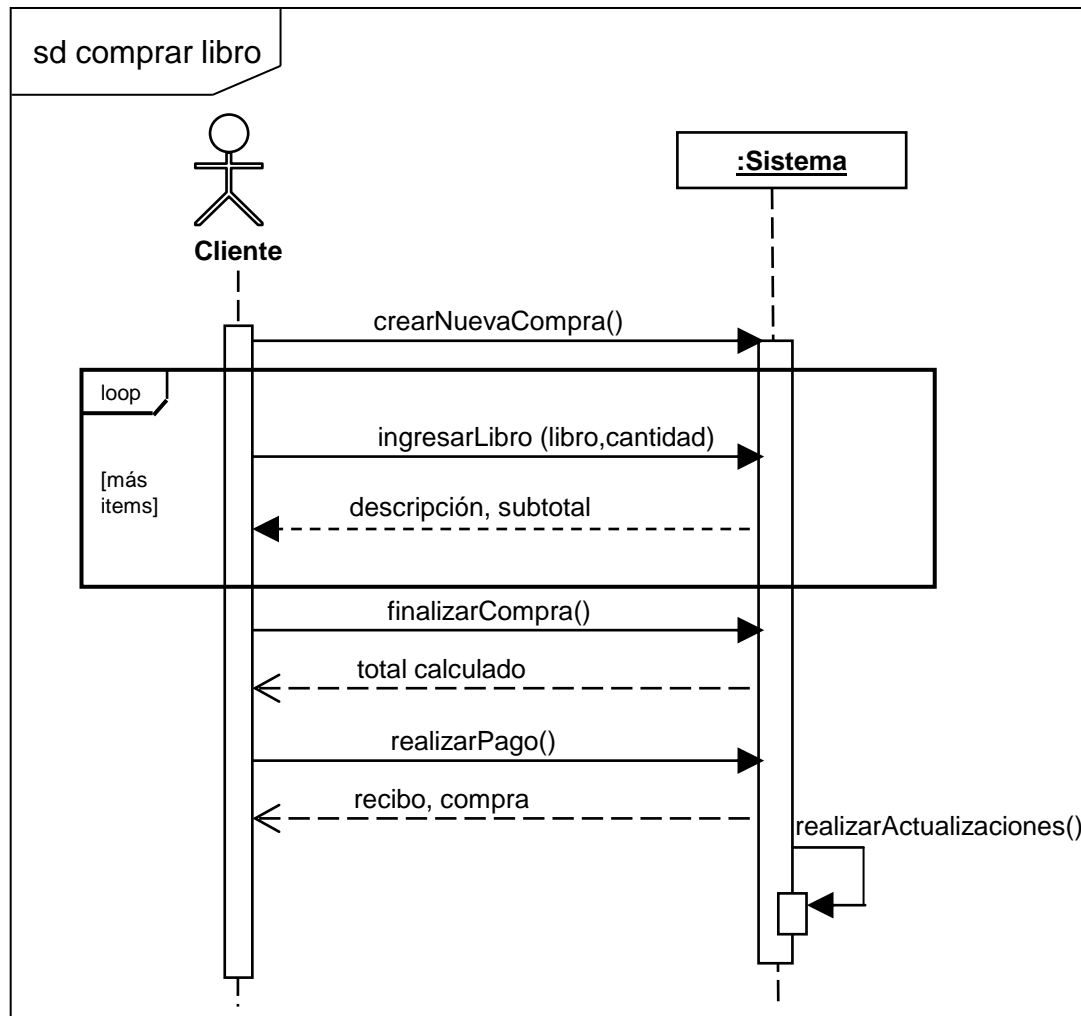 sd comprar libro
:Sistema
Cliente
crearNuevaCompra()
loop
ingresarLibro (libro,cantidad)
[más
items]
descripción, subtotal
finalizarCompra()
total calculado
realizarPago()
recibo, compra
realizarActualizaciones()